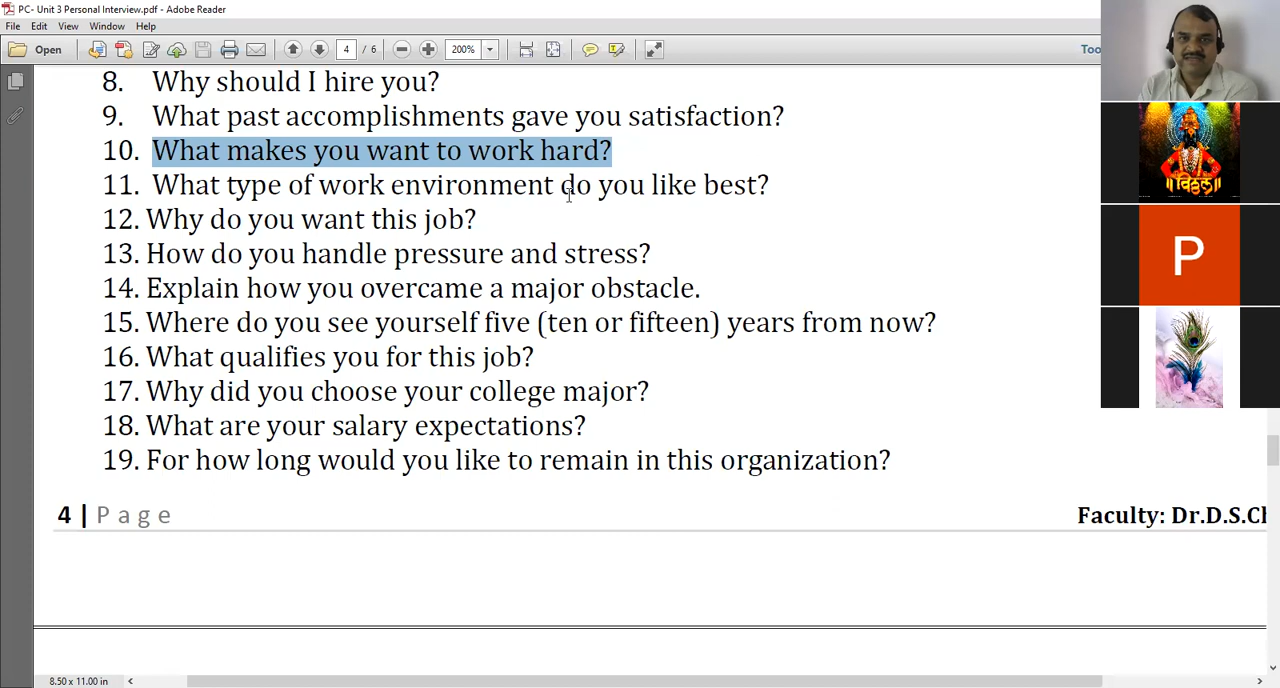 PC- Unit 3 Personal Interview.pdf - Adobe Reader
File Edit View Window Help
Open 4 / 6 200% Too
8. Why should I hire you?
9. What past accomplishments gave you satisfaction?
10. What makes you want to work hard?
11. What type of work environment do you like best?
12. Why do you want this job?
13. How do you handle pressure and stress?
14. Explain how you overcame a major obstacle.
15. Where do you see yourself five (ten or fifteen) years from now?
16. What qualifies you for this job?
17. Why did you choose your college major?
18. What are your salary expectations?
19. For how long would you like to remain in this organization?
4 | P a g e Faculty: Dr.D.S.Ch
8.50 x 11.00 in
॥ विठ्ठल ॥
P